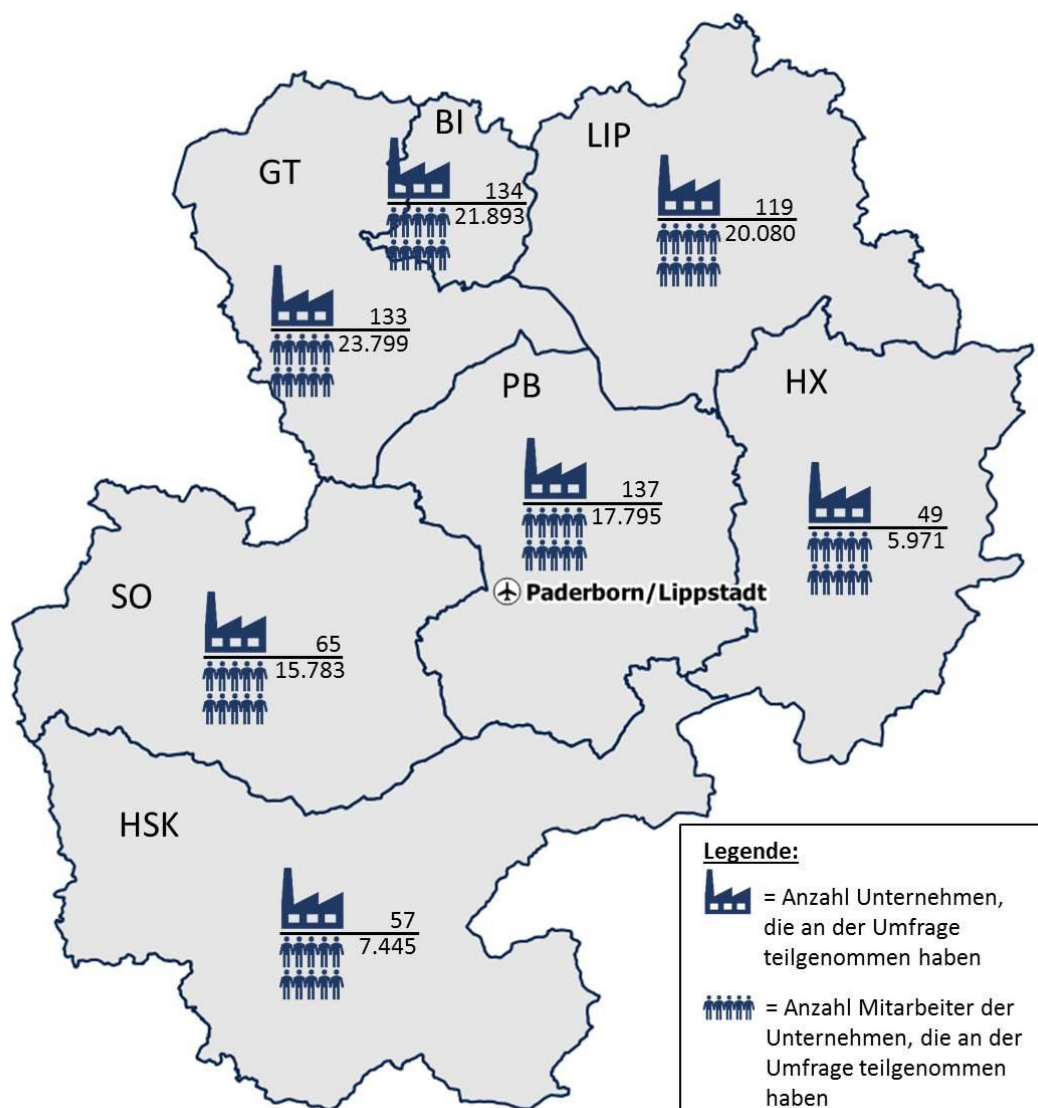 BI
134
21.893
LIP
119
20.080
GT
133
23.799
PB
137
17.795
HX
49
5.971
Paderborn/Lippstadt
SO
65
15.783
HSK
57
7.445
Legende:
= Anzahl Unternehmen,
die an der Umfrage
teilgenommen haben
= Anzahl Mitarbeiter der
Unternehmen, die an der
Umfrage teilgenommen
haben